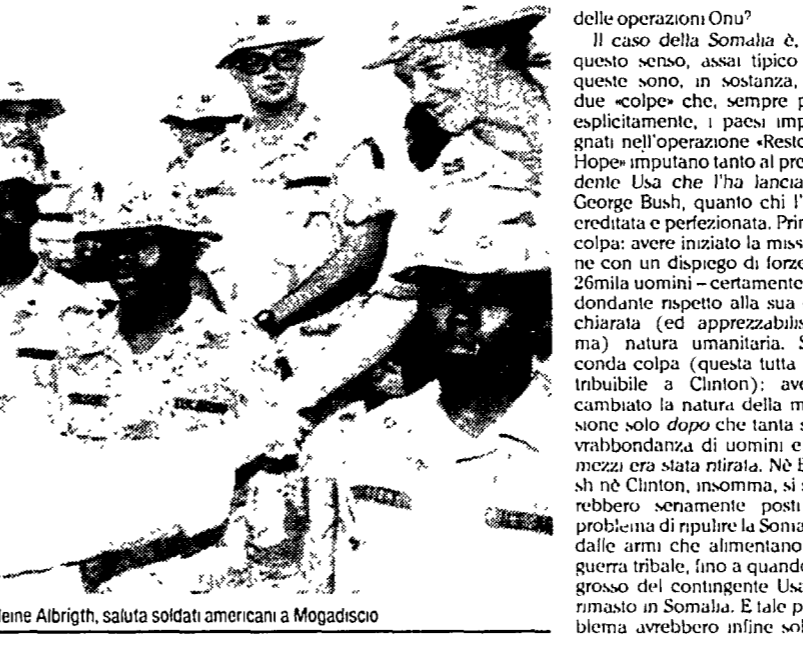 delle operazioni Onu?
Il caso della Somalia è,
questo senso, assai tipico
queste sono, in sostanza,
due «colpe» che, sempre p
esplicitamente, i paesi imp
gnati nell'operazione «Resto
Hope» imputano tanto al pre
dente Usa che l'ha lancia
George Bush, quanto chi l'
ereditata e perfezionata. Prin
colpa: avere iniziato la miss
ne con un dispiego di forze
26mila uomini – certamente
dondante rispetto alla sua
chiarata (ed apprezzabilis
ma) natura umanitaria. S
conda colpa (questa tutta
tribuibile a Clinton): ave
cambiato la natura della m
sione solo dopo che tanta s
vrabbondanza di uomini e
mezzi era stata ritirata. Nè B
sh nè Clinton, insomma, si s
rebbero seriamente posti
problema di ripulire la Soma
dalle armi che alimentano
guerra tribale, fino a quando
grosso del contingente Usa
rimasto in Somalia. E tale p
blema avrebbero infine sol
leine Albrigth, saluta soldati americani a Mogadiscio